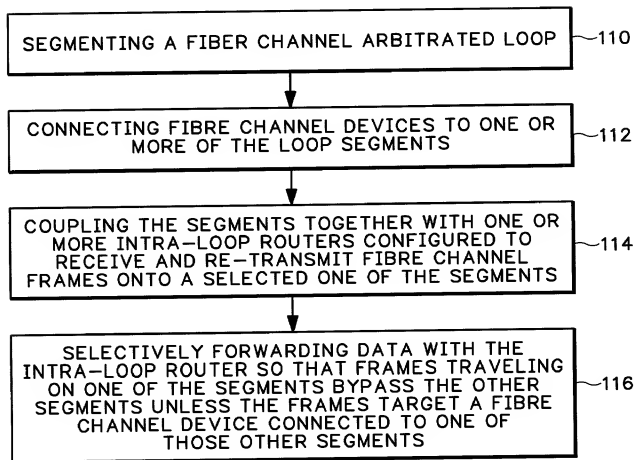 SEGMENTING A FIBER CHANNEL ARBITRATED LOOP
110
CONNECTING FIBRE CHANNEL DEVICES TO ONE OR
MORE OF THE LOOP SEGMENTS
112
COUPLING THE SEGMENTS TOGETHER WITH ONE OR
MORE INTRA-LOOP ROUTERS CONFIGURED TO
RECEIVE AND RE-TRANSMIT FIBRE CHANNEL
FRAMES ONTO A SELECTED ONE OF THE SEGMENTS
114
SELECTIVELY FORWARDING DATA WITH THE
INTRA-LOOP ROUTER SO THAT FRAMES TRAVELING
ON ONE OF THE SEGMENTS BYPASS THE OTHER
SEGMENTS UNLESS THE FRAMES TARGET A FIBRE
CHANNEL DEVICE CONNECTED TO ONE OF
THOSE OTHER SEGMENTS
116